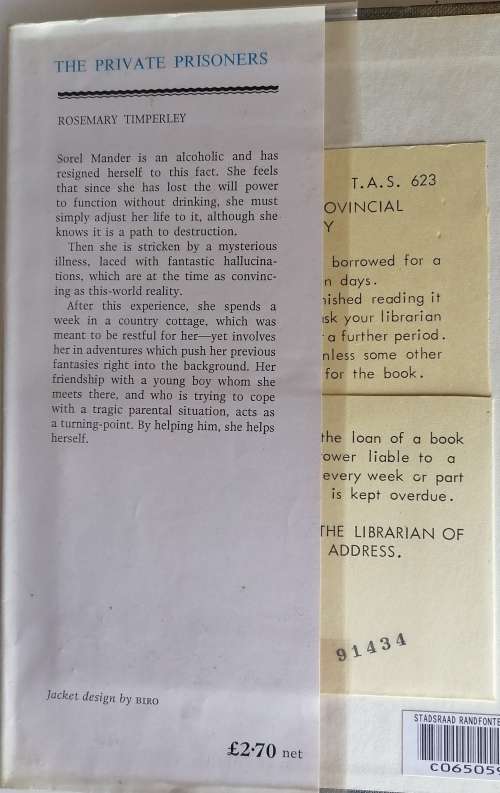 THE PRIVATE PRISONERS
ROSEMARY TIMPERLEY
Sorel Mander is an alcoholic and has
resigned herself to this fact. She feels
that since she has lost the will power
to function without drinking, she must
simply adjust her life to it, although she
knows it is a path to destruction.
Then she is stricken by a mysterious
illness, laced with fantastic hallucina-
tions, which are at the time as convinc-
ing as this-world reality.
After this experience, she spends a
week in a country cottage, which was
meant to be restful for her—yet involves
her in adventures which push her previous
fantasies right into the background. Her
friendship with a young boy whom she
meets there, and who is trying to cope
with a tragic parental situation, acts as
a turning-point. By helping him, she helps
herself.
Jacket design by BIRO
£2·70 net
T.A.S. 623
OVINCIAL
Y
borrowed for a
n days.
nished reading it
sk your librarian
a further period.
nless some other
for the book.
the loan of a book
ower liable to a
every week or part
is kept overdue.
THE LIBRARIAN OF
ADDRESS.
91434
STADSRAAD RANDFONTE
C065059